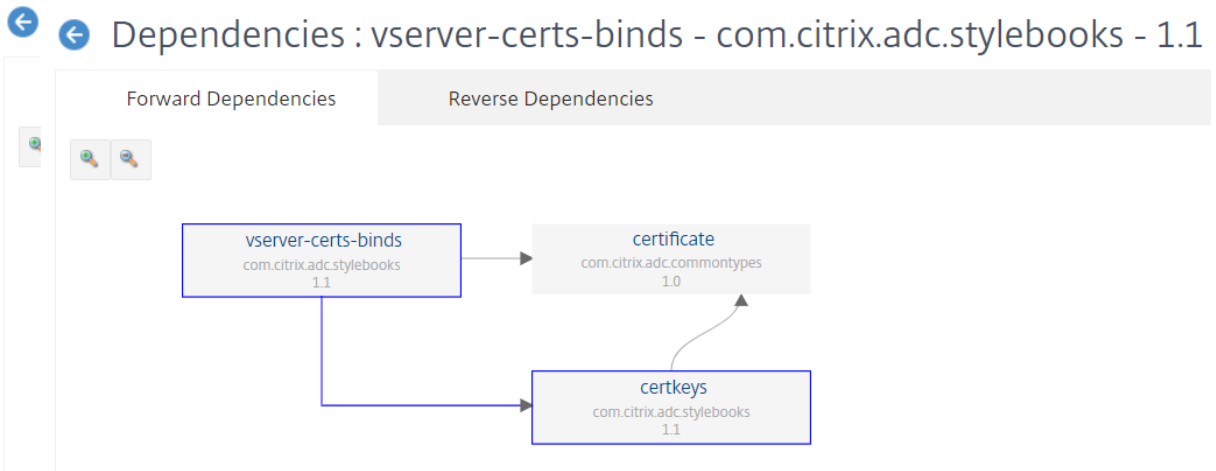 Dependencies : vserver-certs-binds - com.citrix.adc.stylebooks - 1.1
Forward Dependencies
Reverse Dependencies
vserver-certs-binds
com.citrix.adc.stylebooks
1.1
certificate
com.citrix.adc.commontypes
1.0
certkeys
com.citrix.adc.stylebooks
1.1